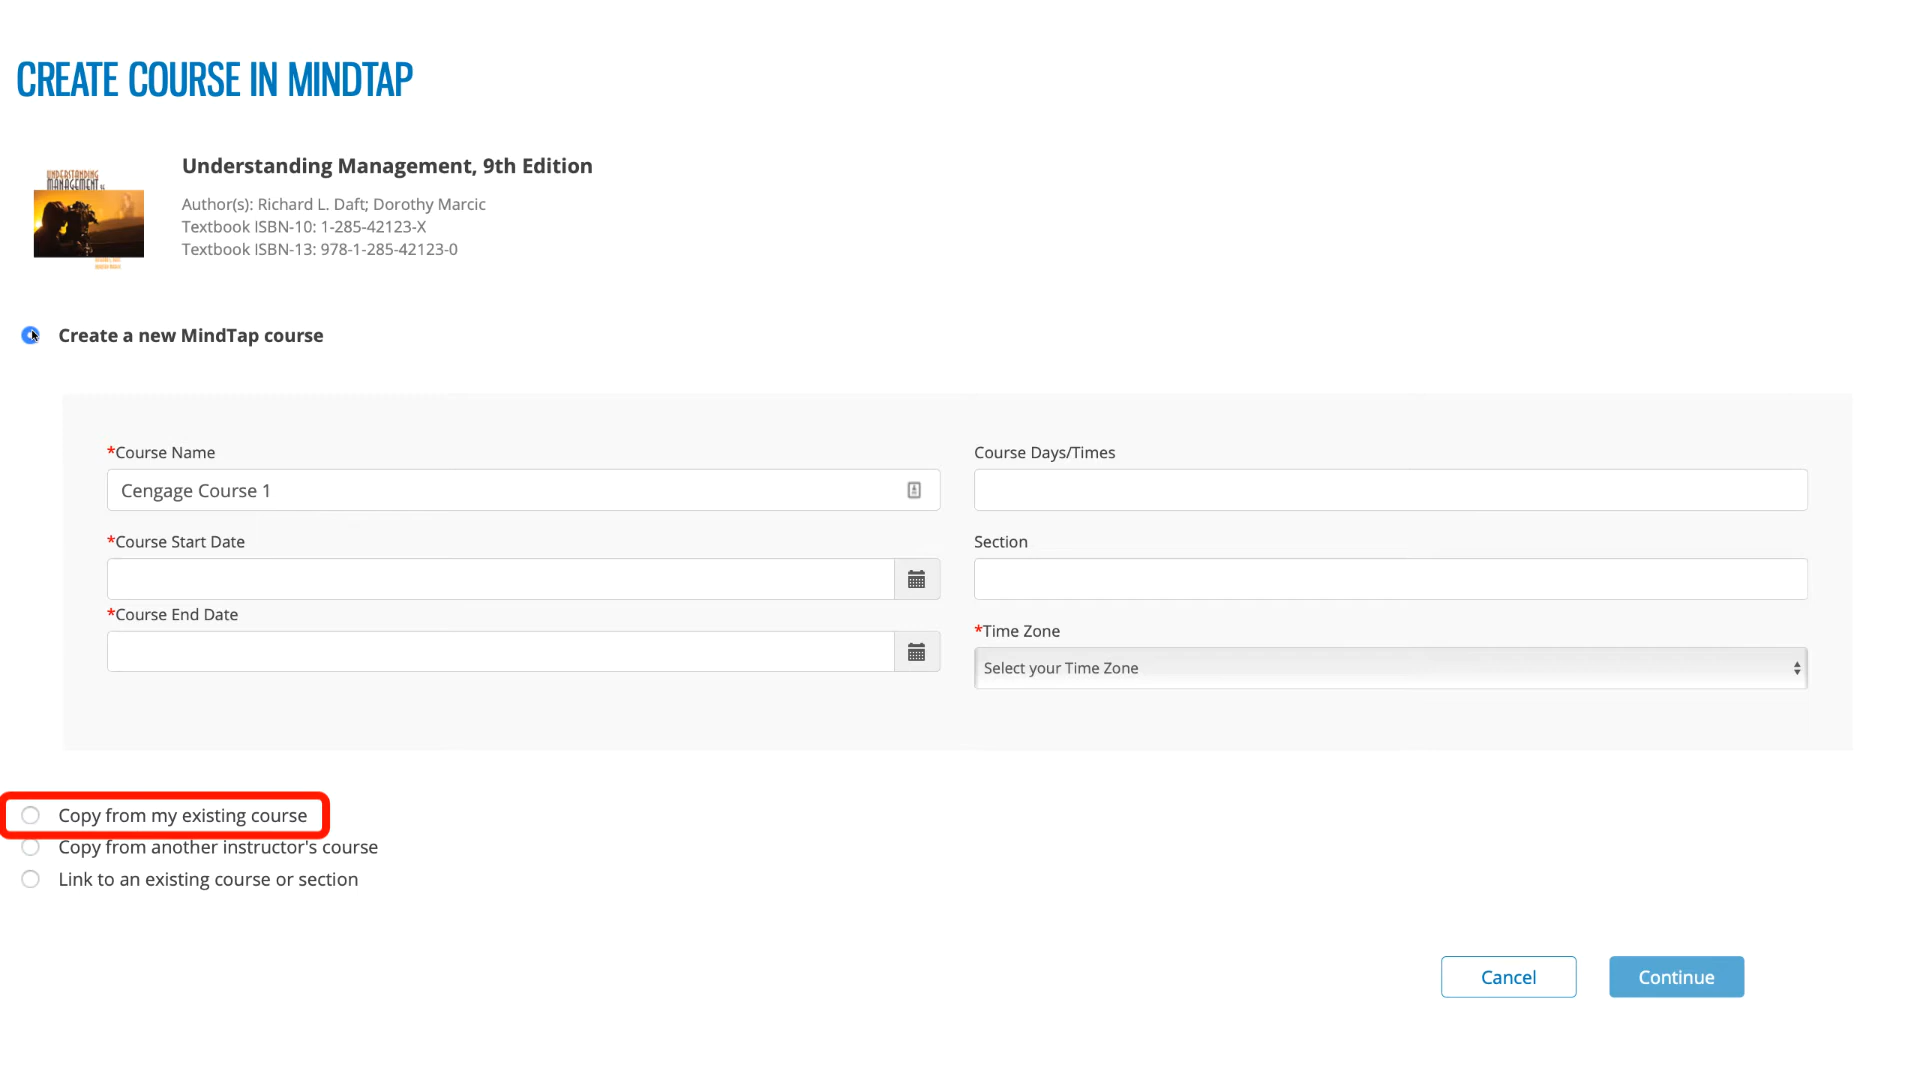 CREATE COURSE IN MINDTAP
UNDERSTANDING
MANAGEMENT
Understanding Management, 9th Edition
Author(s): Richard L. Daft; Dorothy Marcic
Textbook ISBN-10: 1-285-42123-X
Textbook ISBN-13: 978-1-285-42123-0
Create a new MindTap course
*Course Name
Course Days/Times
Cengage Course 1
*Course Start Date
Section
*Course End Date
*Time Zone
Select your Time Zone
Copy from my existing course
Copy from another instructor's course
Link to an existing course or section
Cancel
Continue